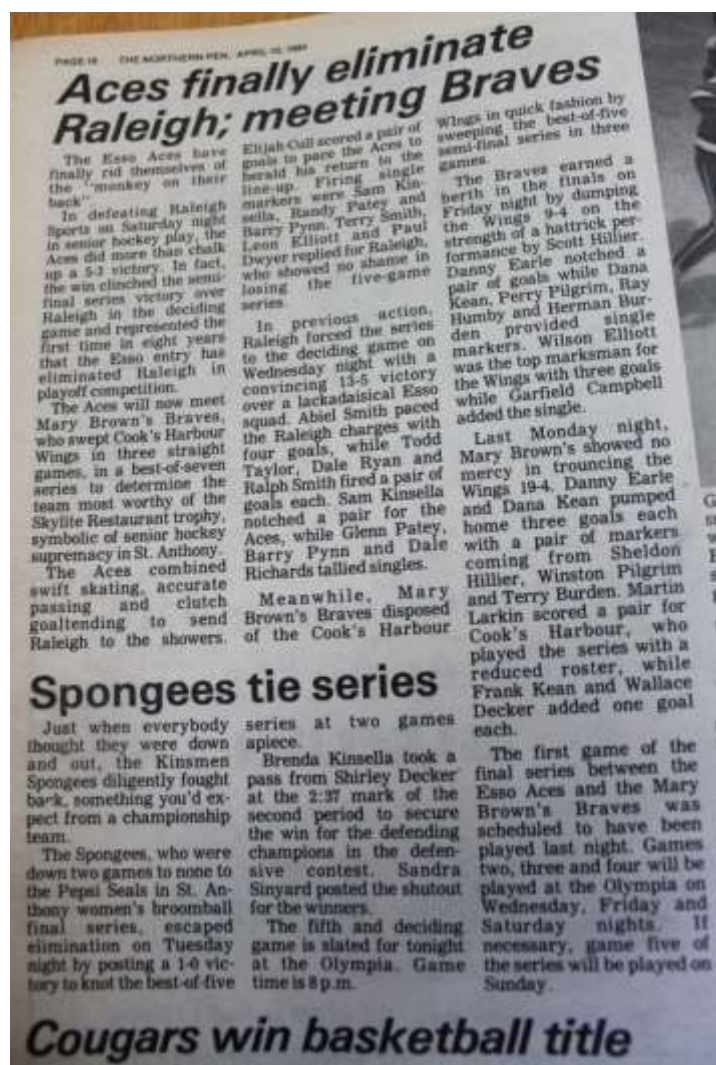 PAGE 18 THE NORTHERN PEN, APRIL
Aces finally eliminate
Raleigh; meeting Braves
The Esso Aces have
finally rid themselves of
the "monkey on their
back".
In defeating Raleigh
Sports on Saturday night
in senior hockey play, the
Aces did more than chalk
up a 5-3 victory. In fact,
the win clinched the semi-
final series victory over
Raleigh in the deciding
game and represented the
first time in eight years
that the Esso entry has
eliminated Raleigh in
playoff competition.
The Aces will now meet
Mary Brown's Braves,
who swept Cook's Harbour
Wings in three straight
games, in a best-of-seven
series to determine the
team most worthy of the
Skylite Restaurant trophy,
symbolic of senior hockey
supremacy in St. Anthony.
The Aces combined
swift skating, accurate
passing and clutch
goaltending to send
Raleigh to the showers.
Elijah Cull scored a pair of
goals to pace the Aces to
herald his return to the
line-up. Firing single
markers were Sam Kin-
sella, Randy Patey and
Barry Pynn. Terry Smith,
Leon Elliott and Paul
Dwyer replied for Raleigh,
who showed no shame in
losing the five-game
series.
In previous action,
Raleigh forced the series
to the deciding game on
Wednesday night with a
convincing 13-5 victory
over a lackadaisical Esso
squad. Abiel Smith paced
the Raleigh charges with
four goals, while Todd
Taylor, Dale Ryan and
Ralph Smith fired a pair of
goals each. Sam Kinsella
notched a pair for the
Aces, while Glenn Patey,
Barry Pynn and Dale
Richards tallied singles.
Meanwhile, Mary
Brown's Braves disposed
of the Cook's Harbour
Wings in quick fashion by
sweeping the best-of-five
semi-final series in three
games.
The Braves earned a
berth in the finals on
Friday night by dumping
the Wings 9-4 on the
strength of a hattrick per-
formance by Scott Hillier.
Danny Earle notched a
pair of goals while Dana
Kean, Perry Pilgrim, Ray
Humby and Herman Bur-
den provided single
markers. Wilson Elliott
was the top marksman for
the Wings with three goals
while Garfield Campbell
added the single.
Last Monday night,
Mary Brown's showed no
mercy in trouncing the
Wings 19-4. Danny Earle
and Dana Kean pumped
home three goals each
with a pair of markers
coming from Sheldon
Hillier, Winston Pilgrim
and Terry Burden. Martin
Larkin scored a pair for
Cook's Harbour, who
played the series with a
reduced roster, while
Frank Kean and Wallace
Decker added one goal
each.
The first game of the
final series between the
Esso Aces and the Mary
Brown's Braves was
scheduled to have been
played last night. Games
two, three and four will be
played at the Olympia on
Wednesday, Friday and
Saturday nights. If
necessary, game five of
the series will be played on
Sunday.
Spongees tie series
Just when everybody
thought they were down
and out, the Kinsmen
Spongees diligently fought
back, something you'd ex-
pect from a championship
team.
The Spongees, who were
down two games to none to
the Pepsi Seals in St. An-
thony women's broomball
final series, escaped
elimination on Tuesday
night by posting a 1-0 vic-
tory to knot the best-of-five
series at two games
apiece.
Brenda Kinsella took a
pass from Shirley Decker
at the 2:37 mark of the
second period to secure
the win for the defending
champions in the defen-
sive contest. Sandra
Sinyard posted the shutout
for the winners.
The fifth and deciding
game is slated for tonight
at the Olympia. Game
time is 8 p.m.
Cougars win basketball title